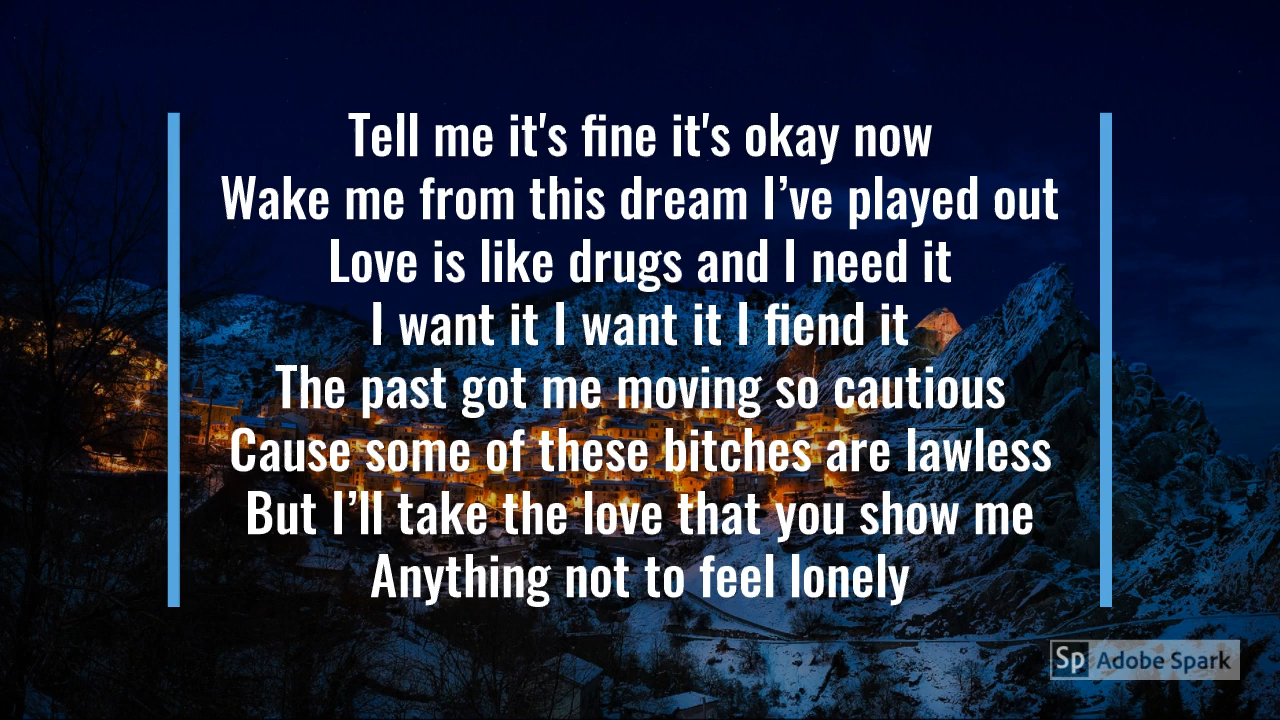 Tell me it's fine it's okay now
Wake me from this dream I’ve played out
Love is like drugs and I need it
I want it I want it I fiend it
The past got me moving so cautious
Cause some of these bitches are lawless
But I’ll take the love that you show me
Anything not to feel lonely
Sp Adobe Spark